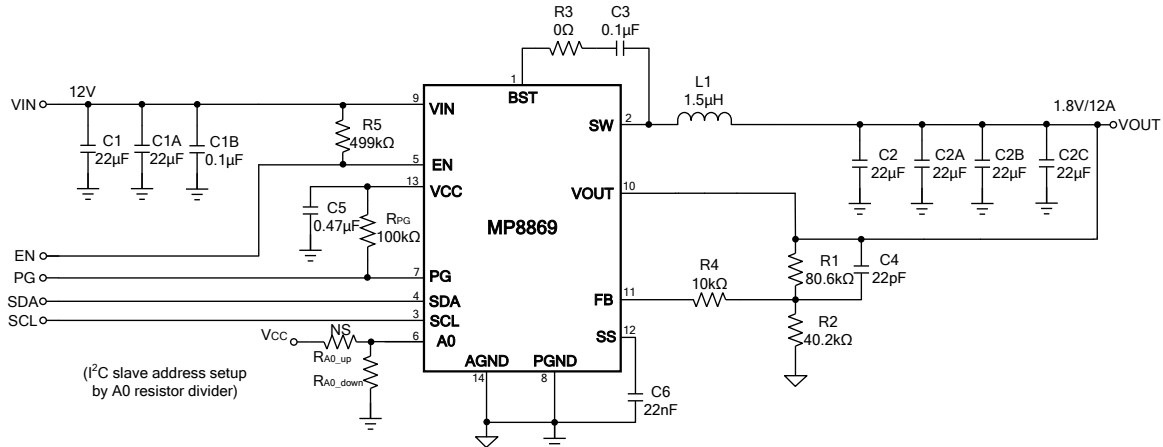 R3
0Ω
C3
0.1µF
1
BST
L1
1.5µH
VIN
12V
9
VIN
C1
22µF
C1A
22µF
C1B
0.1µF
R5
499kΩ
SW
2
1.8V/12A
VOUT
C2
22µF
C2A
22µF
C2B
22µF
C2C
22µF
5
EN
13
VCC
C5
0.47µF
RPG
100kΩ
VOUT
10
MP8869
EN
PG
7
PG
SDA
4
SDA
SCL
3
SCL
R4
10kΩ
R1
80.6kΩ
C4
22pF
FB
11
R2
40.2kΩ
SS
12
VCC
NS
6
A0
RA0_up
RA0_down
(I²C slave address setup
by A0 resistor divider)
AGND
14
PGND
8
C6
22nF